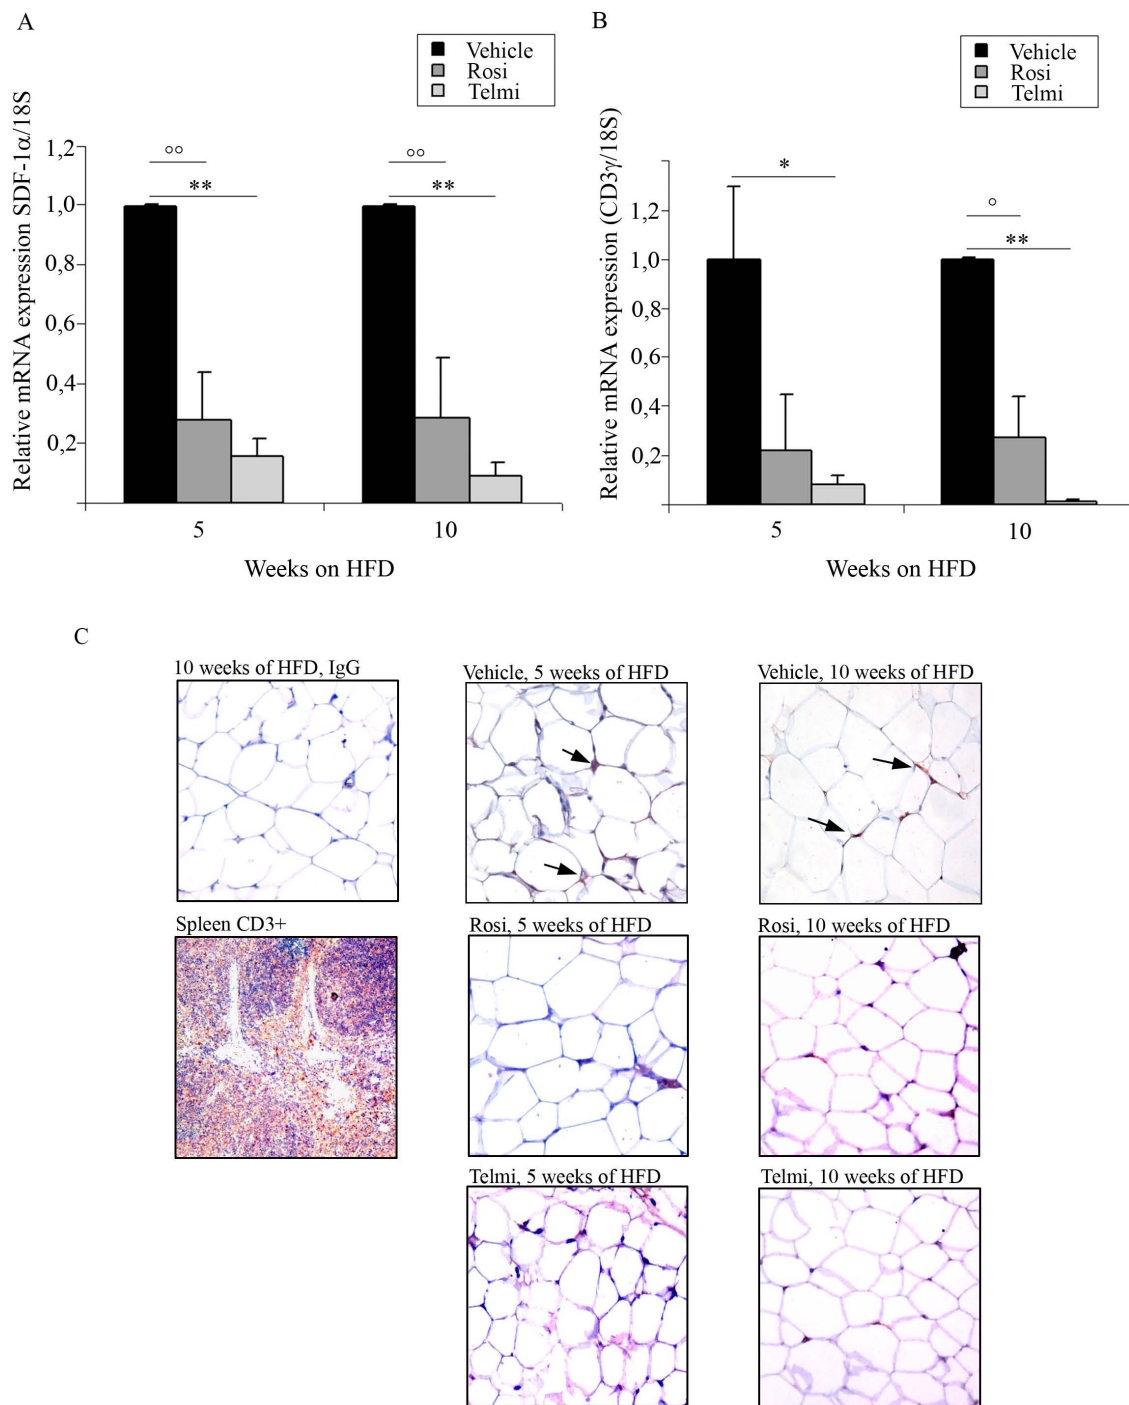 A
Vehicle
Rosi
Telmi
Relative mRNA expression SDF-1α/18S
1,2
1,0
0,8
0,6
0,4
0,2
°°
**
°°
**
5
10
Weeks on HFD
B
Vehicle
Rosi
Telmi
Relative mRNA expression (CD3γ/18S)
1,2
1,0
0,8
0,6
0,4
0,2
*
°
**
5
10
Weeks on HFD
C
10 weeks of HFD, IgG
Vehicle, 5 weeks of HFD
Vehicle, 10 weeks of HFD
Spleen CD3+
Rosi, 5 weeks of HFD
Rosi, 10 weeks of HFD
Telmi, 5 weeks of HFD
Telmi, 10 weeks of HFD